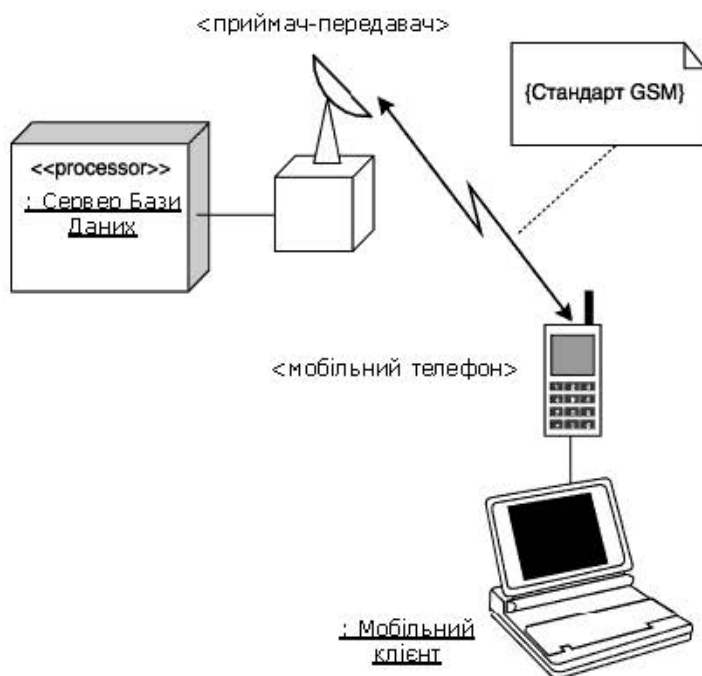 <приймач-передавач>
{Стандарт GSM}
<<processor>>
: Сервер Бази
Даних
<мобільний телефон>
: Мобільний
клієнт